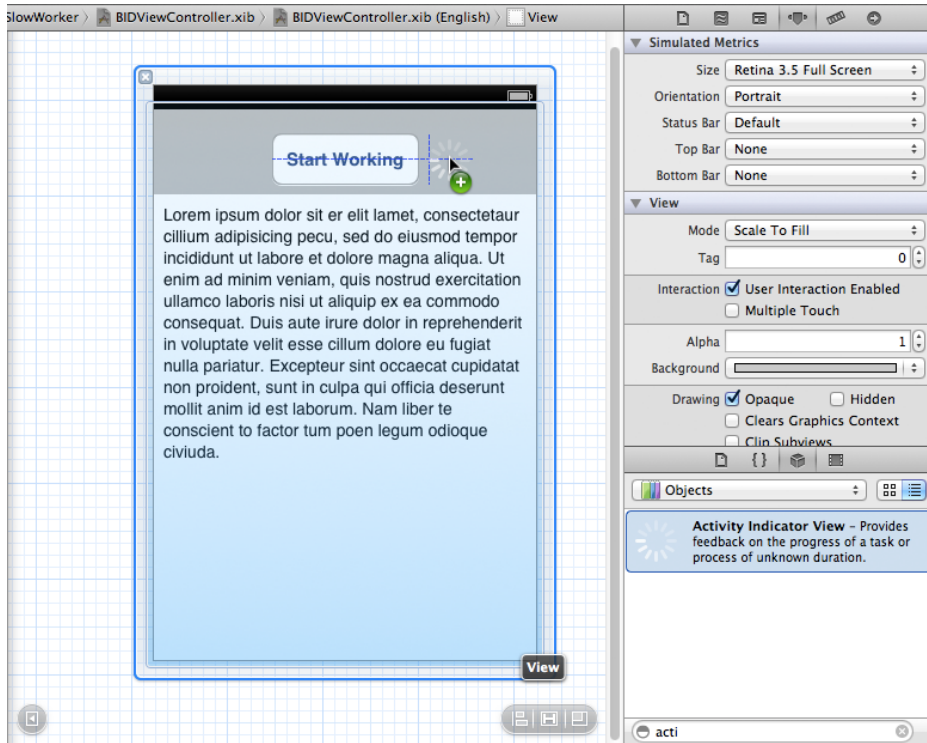 SlowWorker › BIDViewController.xib › BIDViewController.xib (English) › View
Start Working
Lorem ipsum dolor sit er elit lamet, consectetaur
cillium adipisicing pecu, sed do eiusmod tempor
incididunt ut labore et dolore magna aliqua. Ut
enim ad minim veniam, quis nostrud exercitation
ullamco laboris nisi ut aliquip ex ea commodo
consequat. Duis aute irure dolor in reprehenderit
in voluptate velit esse cillum dolore eu fugiat
nulla pariatur. Excepteur sint occaecat cupidatat
non proident, sunt in culpa qui officia deserunt
mollit anim id est laborum. Nam liber te
conscient to factor tum poen legum odioque
civiuda.
View
Simulated Metrics
Size Retina 3.5 Full Screen
Orientation Portrait
Status Bar Default
Top Bar None
Bottom Bar None
View
Mode Scale To Fill
Tag 0
Interaction User Interaction Enabled
Multiple Touch
Alpha 1
Background
Drawing Opaque Hidden
Clears Graphics Context
Clip Subviews
{ }
Objects
Activity Indicator View – Provides
feedback on the progress of a task or
process of unknown duration.
acti